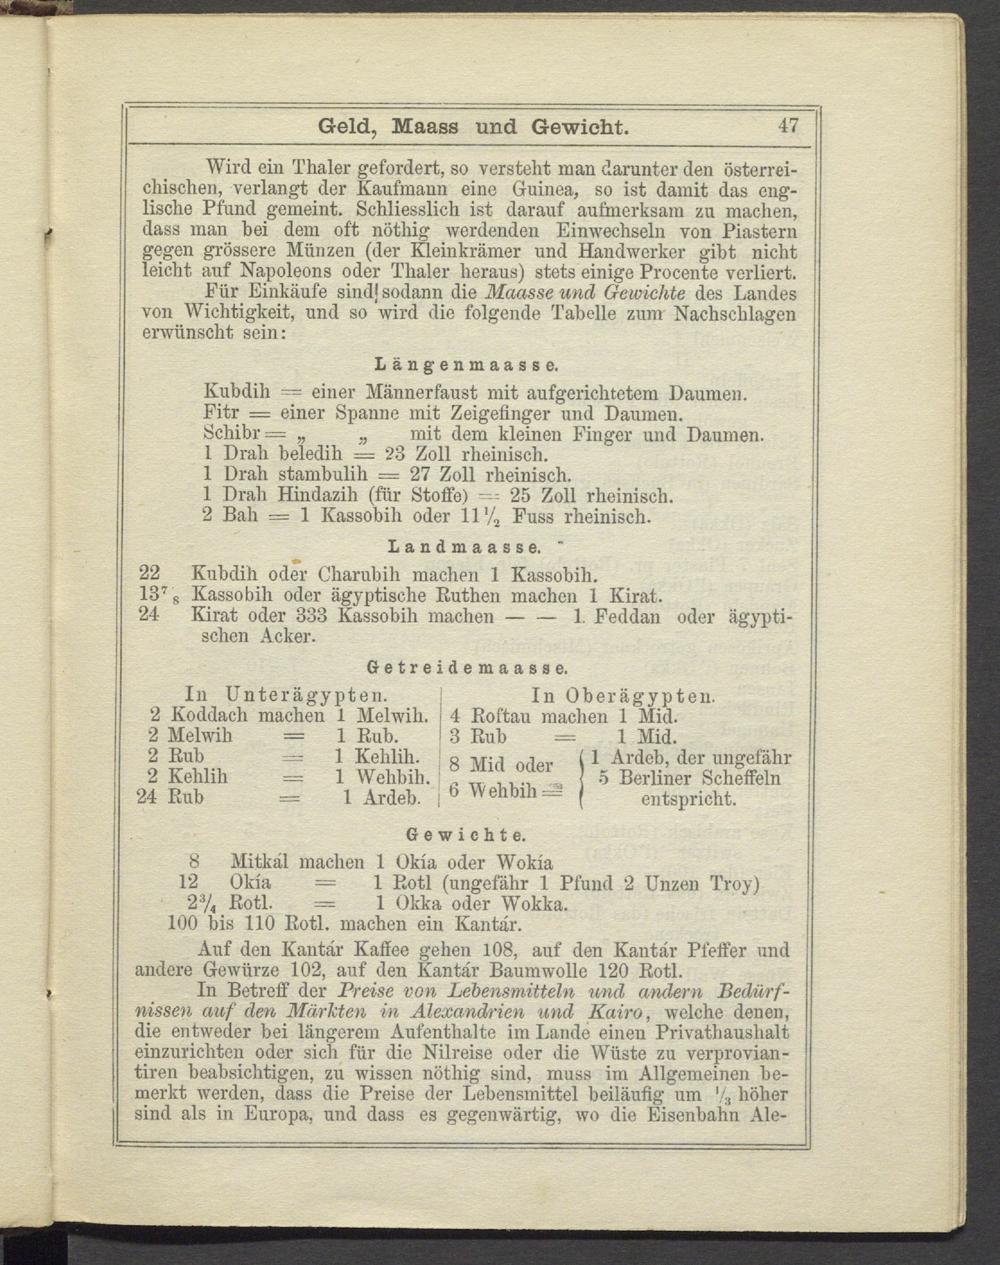 Geld, Maass und Gewicht. 47
Wird ein Thaler gefordert, so versteht man darunter den österrei-
chischen, verlangt der Kaufmann eine Guinea, so ist damit das eng-
lische Pfund gemeint. Schliesslich ist darauf aufmerksam zu machen,
dass man bei dem oft nöthig werdenden Einwechseln von Piastern
gegen grössere Münzen (der Kleinkrämer und Handwerker gibt nicht
leicht auf Napoleons oder Thaler heraus) stets einige Procente verliert.
Für Einkäufe sind sodann die Maasse und Gewichte des Landes
von Wichtigkeit, und so wird die folgende Tabelle zum Nachschlagen
erwünscht sein:
Längenmaasse.
Kubdih = einer Männerfaust mit aufgerichtetem Daumen.
Fitr = einer Spanne mit Zeigefinger und Daumen.
Schibr = „ „ mit dem kleinen Finger und Daumen.
1 Drah beledih = 23 Zoll rheinisch.
1 Drah stambulih = 27 Zoll rheinisch.
1 Drah Hindazih (für Stoffe) = 25 Zoll rheinisch.
2 Bah = 1 Kassobih oder 11 1/2 Fuss rheinisch.
Landmaasse.
22 Kubdih oder Charubih machen 1 Kassobih.
13 7/8 Kassobih oder ägyptische Ruthen machen 1 Kirat.
24 Kirat oder 333 Kassobih machen — — 1. Feddan oder ägypti-
schen Acker.
Getreidemaasse.
In Unterägypten.
2 Koddach machen 1 Melwih.
2 Melwih = 1 Rub.
2 Rub = 1 Kehlih.
2 Kehlih = 1 Wehbih.
24 Rub = 1 Ardeb.
In Oberägypten.
4 Roftau machen 1 Mid.
3 Rub = 1 Mid.
8 Mid oder
6 Wehbih =
{ 1 Ardeb, der ungefähr
5 Berliner Scheffeln
entspricht.
Gewichte.
8 Mitkál machen 1 Okía oder Wokía
12 Okía = 1 Rotl (ungefähr 1 Pfund 2 Unzen Troy)
2 3/4 Rotl. = 1 Okka oder Wokka.
100 bis 110 Rotl. machen ein Kantár.
Auf den Kantár Kaffee gehen 108, auf den Kantár Pfeffer und
andere Gewürze 102, auf den Kantár Baumwolle 120 Rotl.
In Betreff der Preise von Lebensmitteln und andern Bedürf-
nissen auf den Märkten in Alexandrien und Kairo, welche denen,
die entweder bei längerem Aufenthalte im Lande einen Privathaushalt
einzurichten oder sich für die Nilreise oder die Wüste zu verprovian-
tiren beabsichtigen, zu wissen nöthig sind, muss im Allgemeinen be-
merkt werden, dass die Preise der Lebensmittel beiläufig um 1/3 höher
sind als in Europa, und dass es gegenwärtig, wo die Eisenbahn Ale-